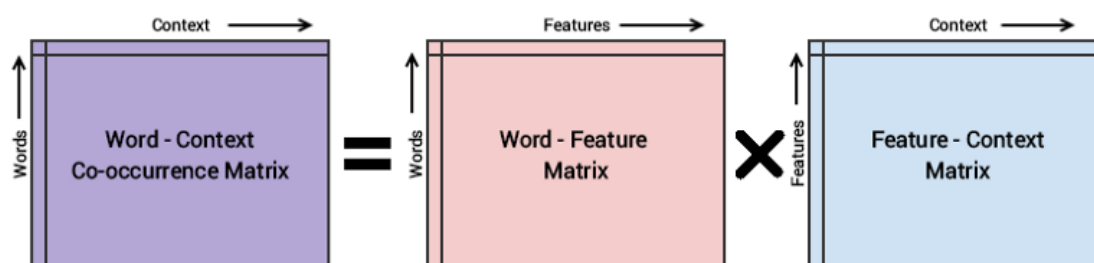 Context
Features
Context
Words
Word - Context
Co-occurrence Matrix
=
Words
Word - Feature
Matrix
×
Features
Feature - Context
Matrix